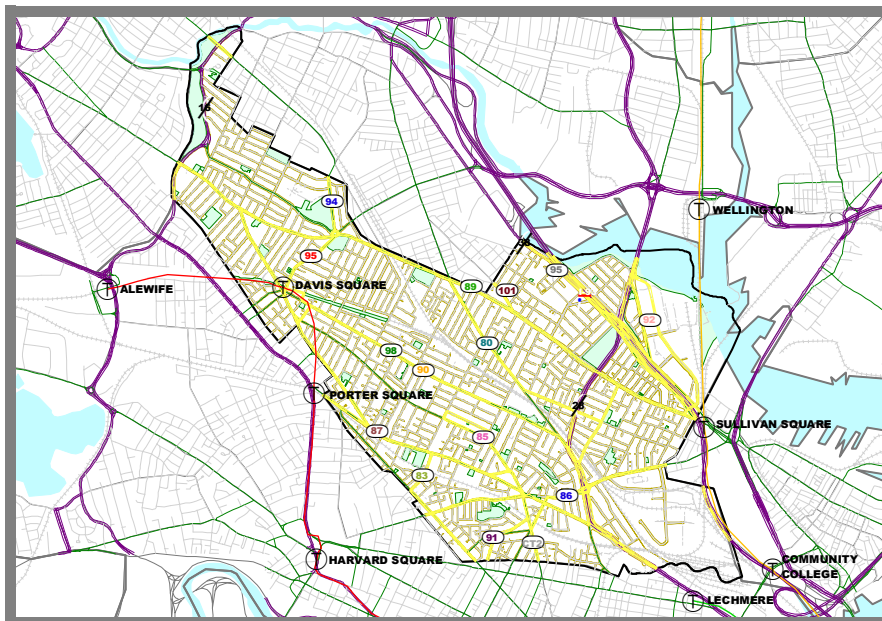 16
94
T WELLINGTON
93
95
95
T DAVIS SQUARE
89
101
T ALEWIFE
92
80
98
90
T PORTER SQUARE
28
T SULLIVAN SQUARE
87
85
83
86
91
CT2
T HARVARD SQUARE
T COMMUNITY
COLLEGE
T LECHMERE